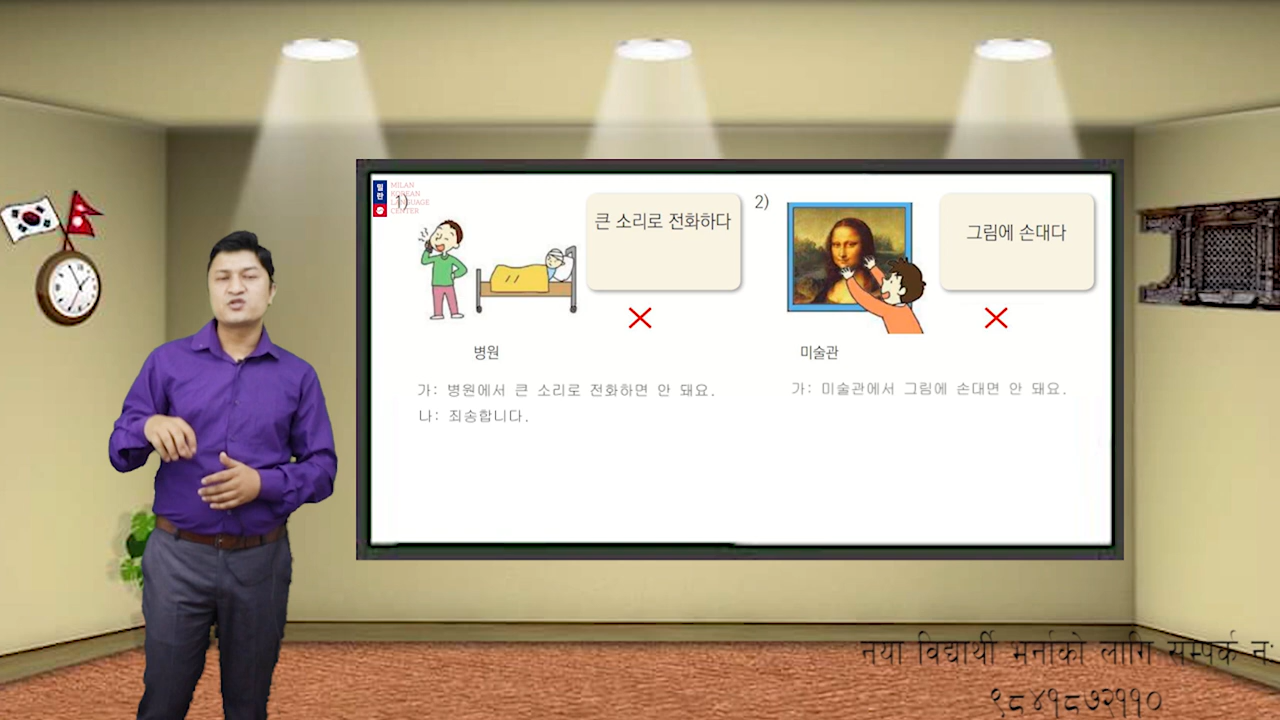 밀란
MILAN
KOREAN
LANGUAGE
CENTER
1)
큰 소리로 전화하다
병원
가: 병원에서 큰 소리로 전화하면 안 돼요.
나: 죄송합니다.
2)
그림에 손대다
미술관
가: 미술관에서 그림에 손대면 안 돼요.
नया विद्यार्थी भर्नाको लागि सम्पर्क नः
९८४१८७२११०